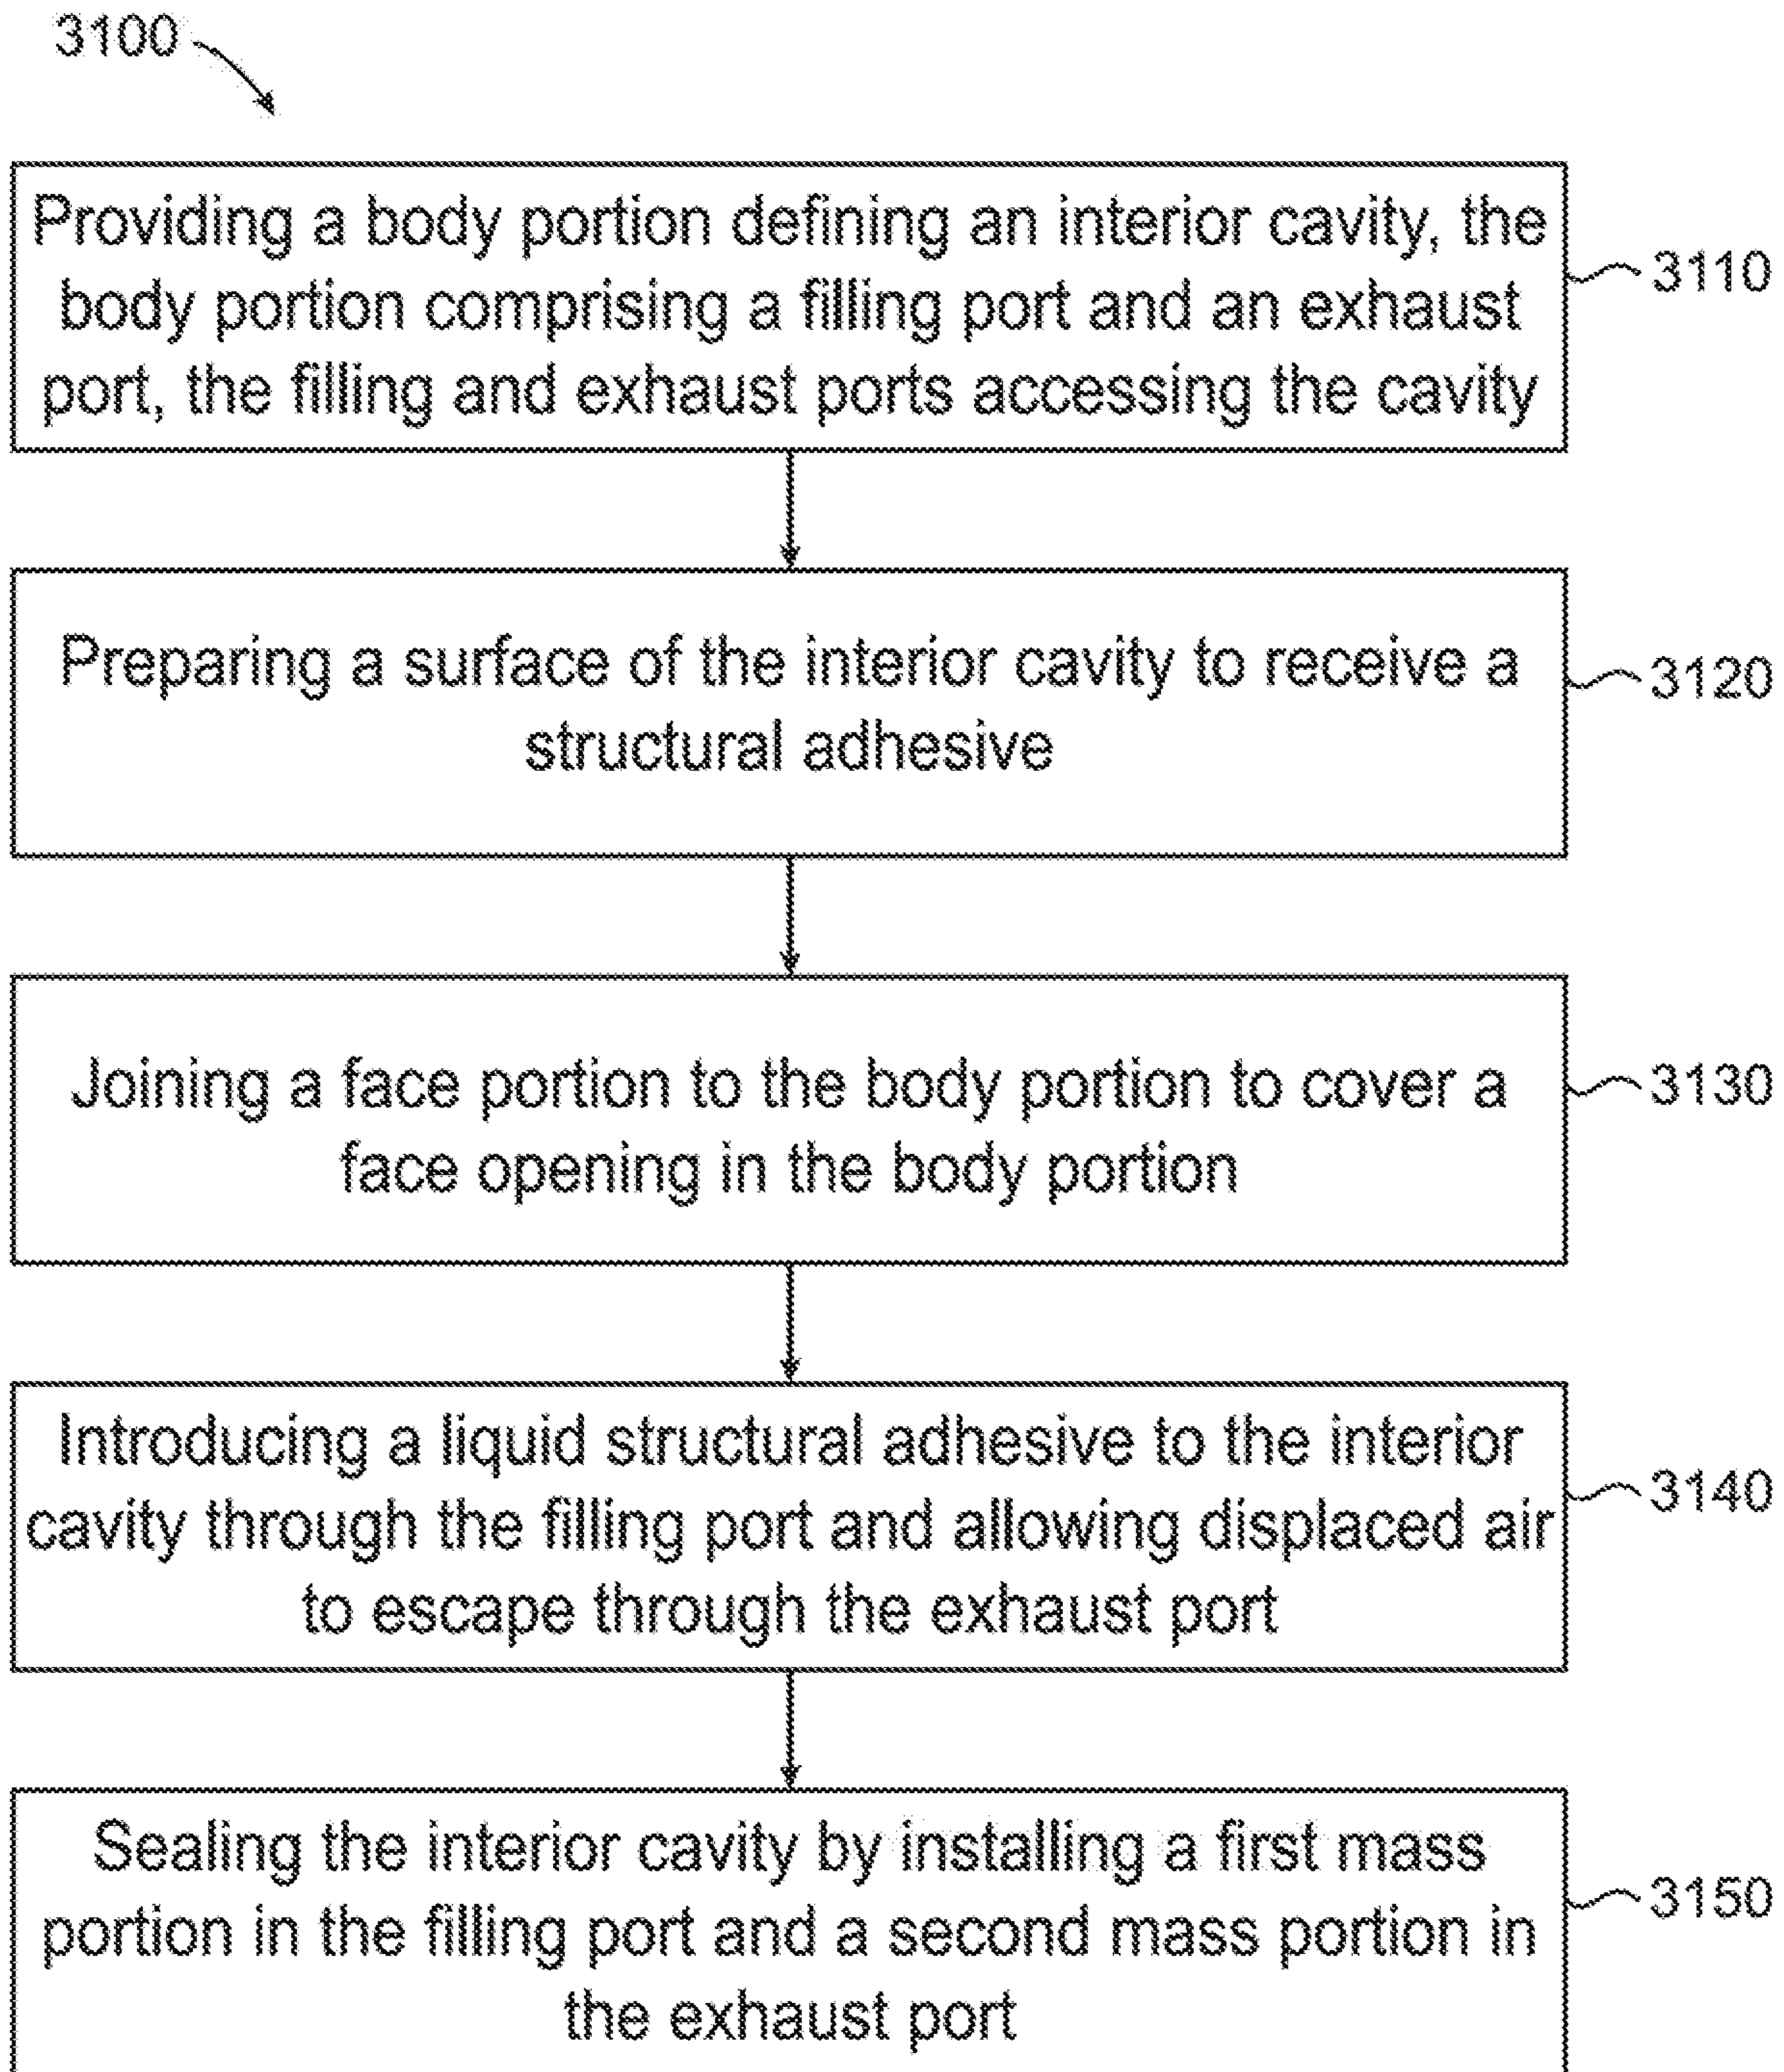 3100
Providing a body portion defining an interior cavity, the
body portion comprising a filling port and an exhaust
port, the filling and exhaust ports accessing the cavity
3110
Preparing a surface of the interior cavity to receive a
structural adhesive
3120
Joining a face portion to the body portion to cover a
face opening in the body portion
3130
Introducing a liquid structural adhesive to the interior
cavity through the filling port and allowing displaced air
to escape through the exhaust port
3140
Sealing the interior cavity by installing a first mass
portion in the filling port and a second mass portion in
the exhaust port
3150